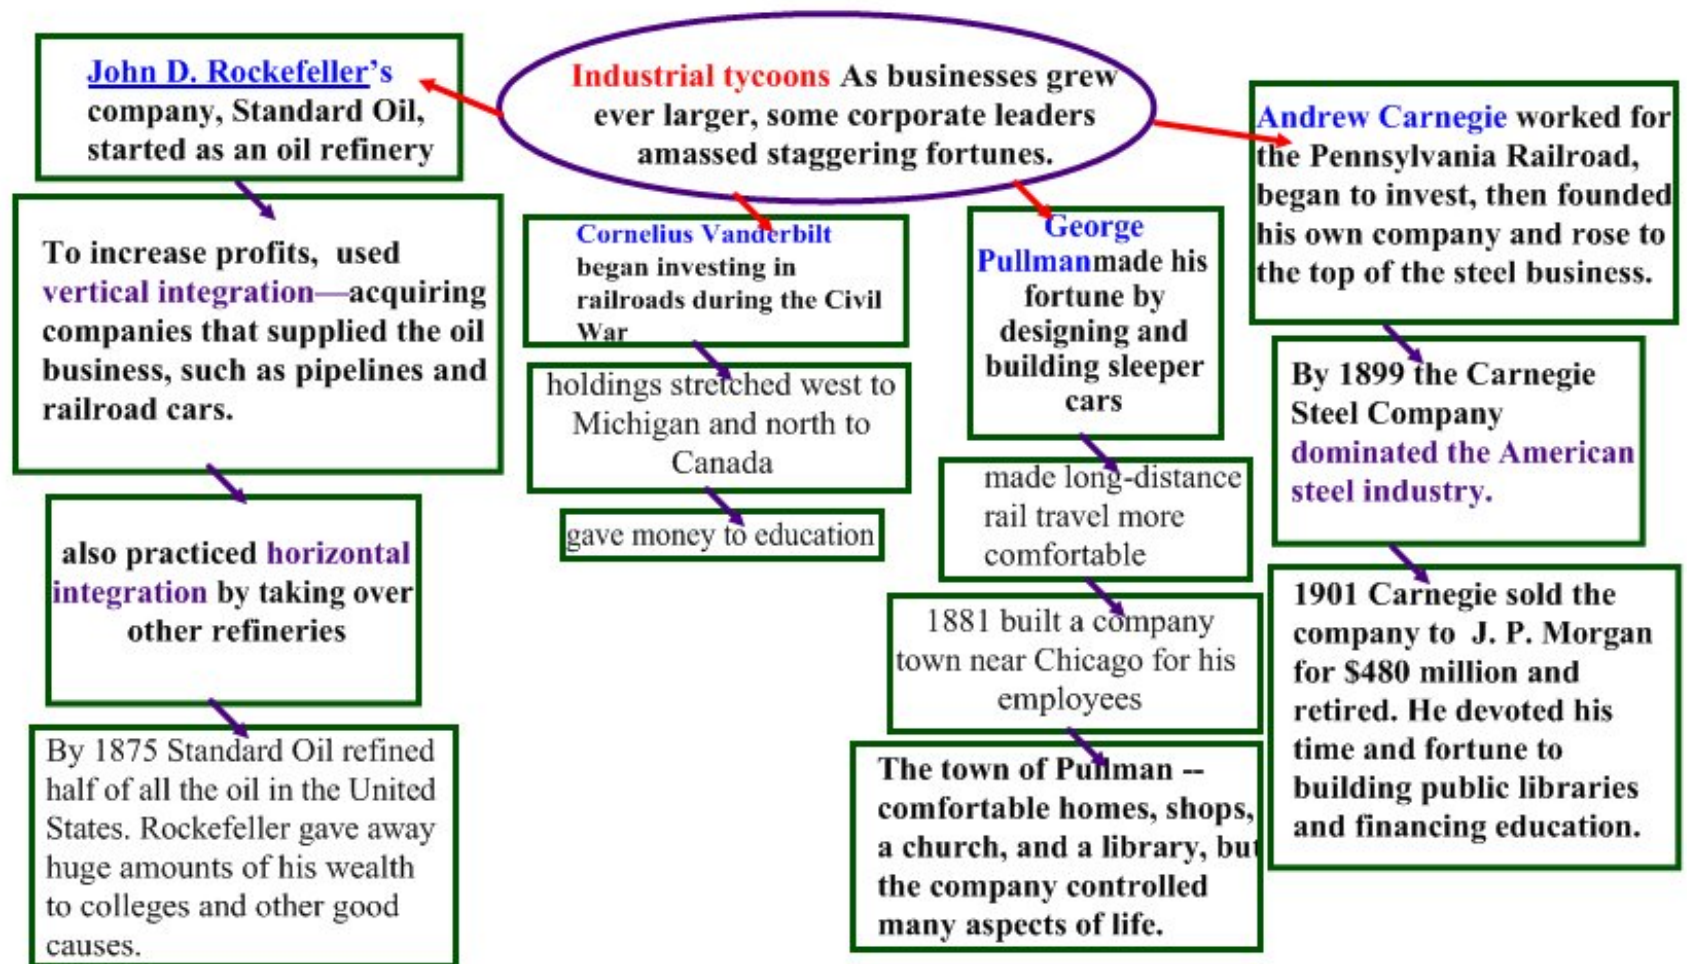 Industrial tycoons As businesses grew
ever larger, some corporate leaders
amassed staggering fortunes.
John D. Rockefeller's
company, Standard Oil,
started as an oil refinery
To increase profits, used
vertical integration—acquiring
companies that supplied the oil
business, such as pipelines and
railroad cars.
also practiced horizontal
integration by taking over
other refineries
By 1875 Standard Oil refined
half of all the oil in the United
States. Rockefeller gave away
huge amounts of his wealth
to colleges and other good
causes.
Cornelius Vanderbilt
began investing in
railroads during the Civil
War
holdings stretched west to
Michigan and north to
Canada
gave money to education
George
Pullmanmade his
fortune by
designing and
building sleeper
cars
made long-distance
rail travel more
comfortable
1881 built a company
town near Chicago for his
employees
The town of Pullman --
comfortable homes, shops,
a church, and a library, but
the company controlled
many aspects of life.
Andrew Carnegie worked for
the Pennsylvania Railroad,
began to invest, then founded
his own company and rose to
the top of the steel business.
By 1899 the Carnegie
Steel Company
dominated the American
steel industry.
1901 Carnegie sold the
company to J. P. Morgan
for $480 million and
retired. He devoted his
time and fortune to
building public libraries
and financing education.